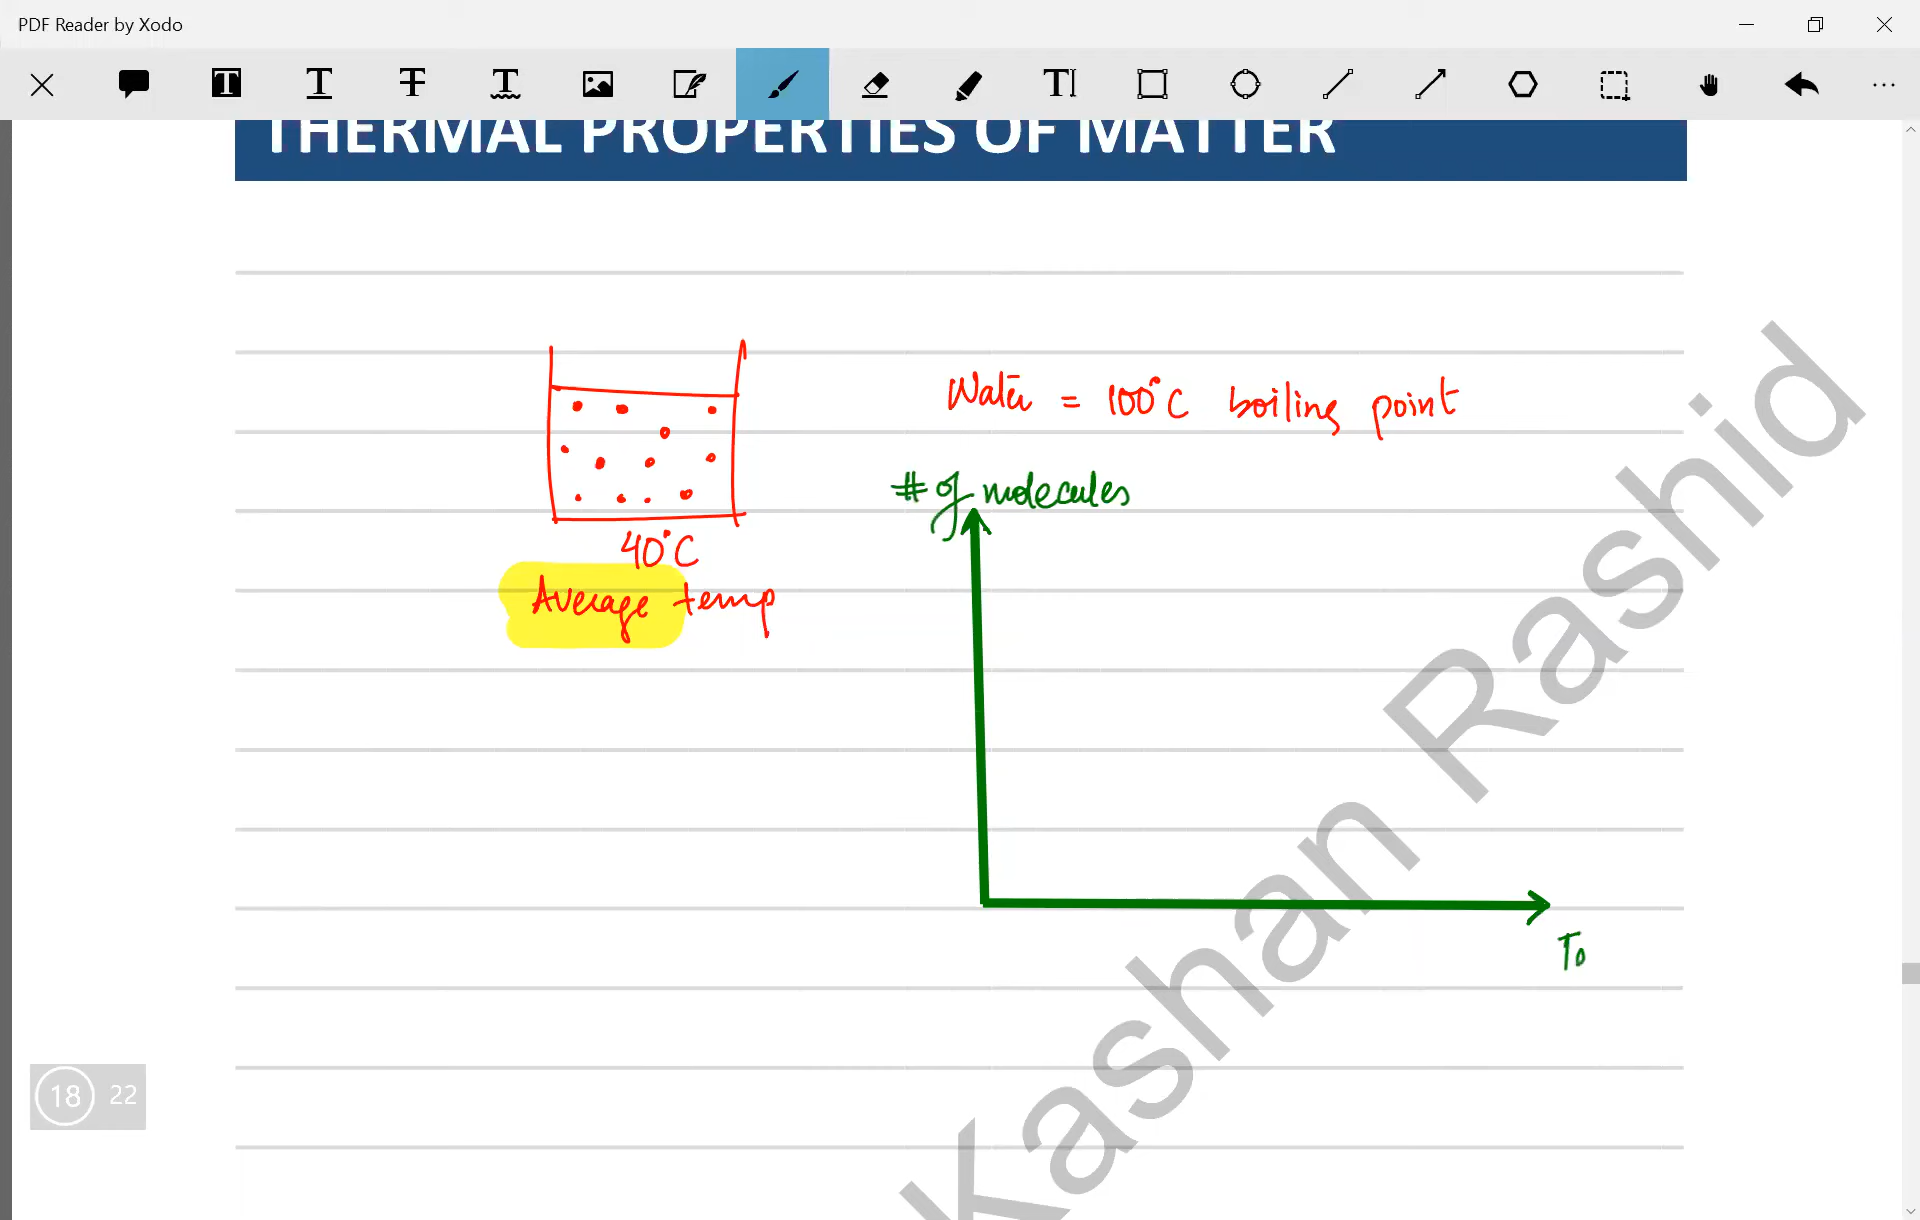 PDF Reader by Xodo
THERMAL PROPERTIES OF MATTER
Water = 100°C boiling point
# of molecules
40°C
Average temp
To
Kashan Rashid
18 22